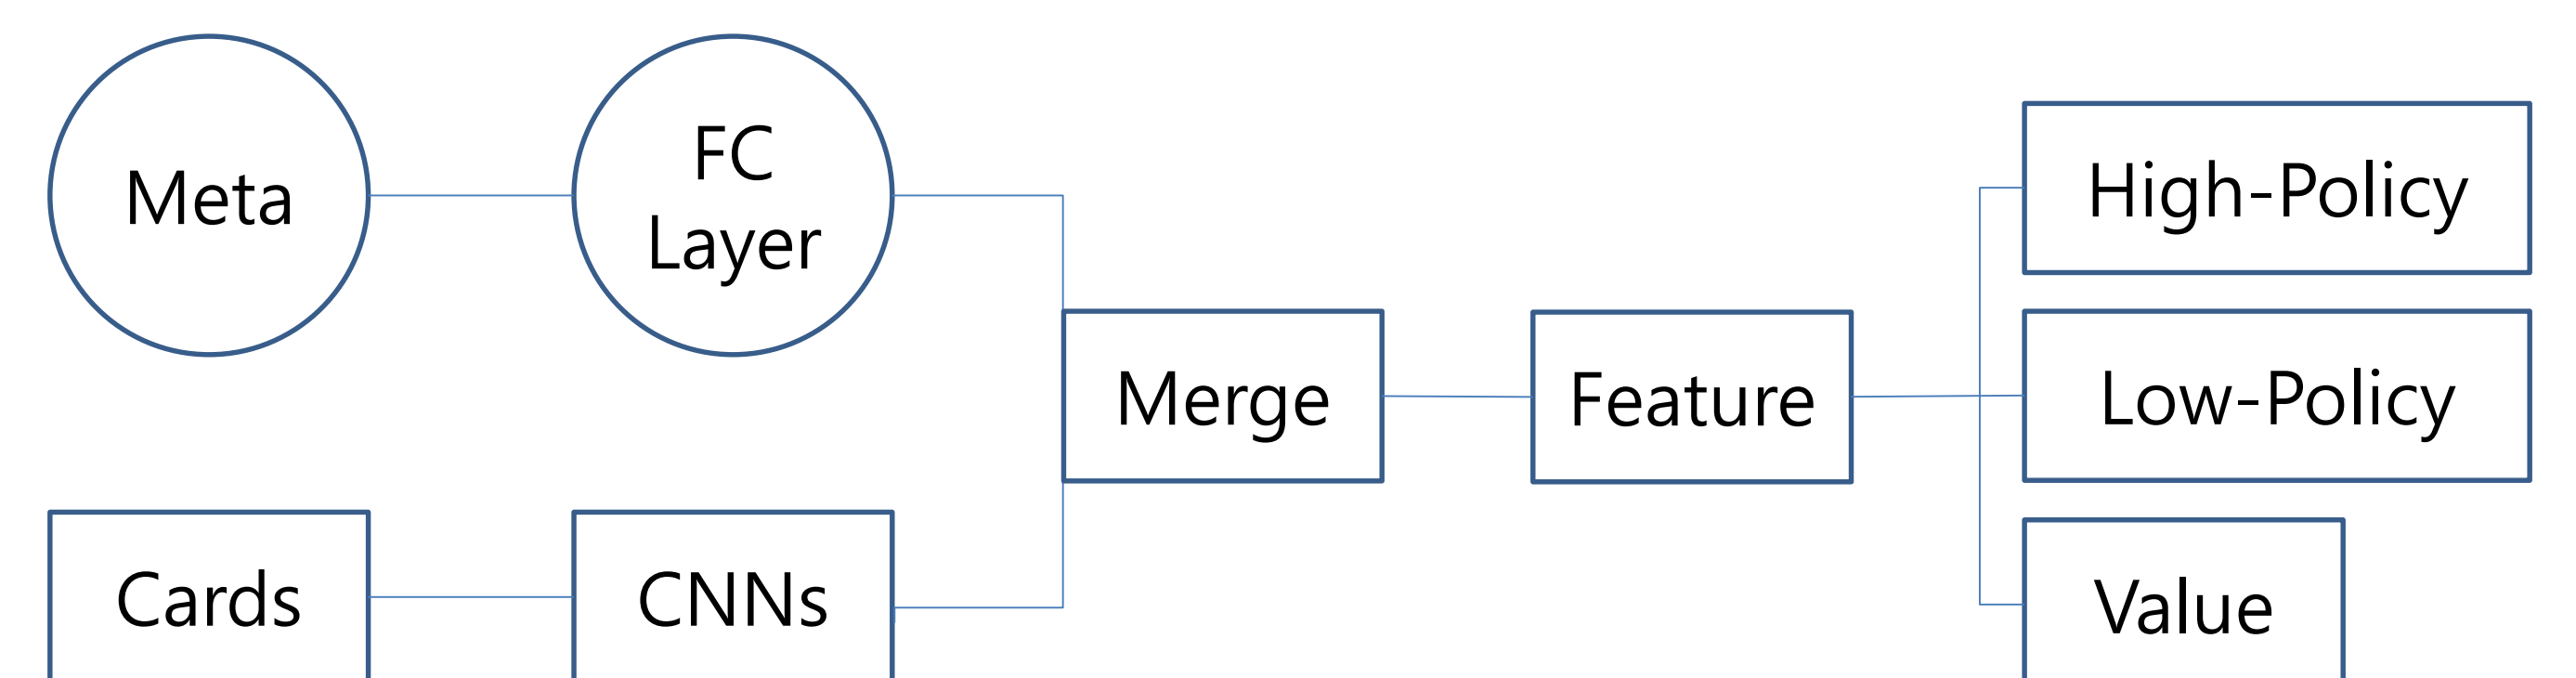 Meta
FC
Layer
Cards
CNNs
Merge
Feature
High-Policy
Low-Policy
Value